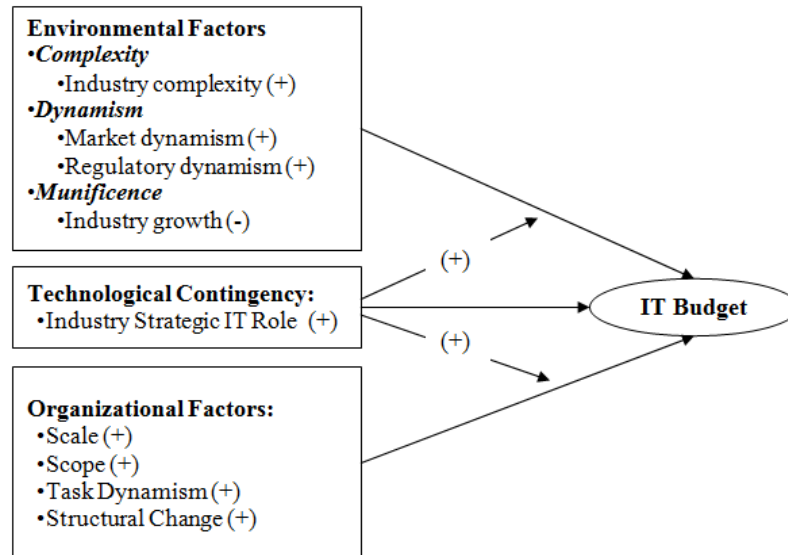 Environmental Factors
•Complexity
•Industry complexity (+)
•Dynamism
•Market dynamism (+)
•Regulatory dynamism (+)
•Munificence
•Industry growth (-)
(+)
Technological Contingency:
•Industry Strategic IT Role (+)
IT Budget
(+)
Organizational Factors:
•Scale (+)
•Scope (+)
•Task Dynamism (+)
•Structural Change (+)